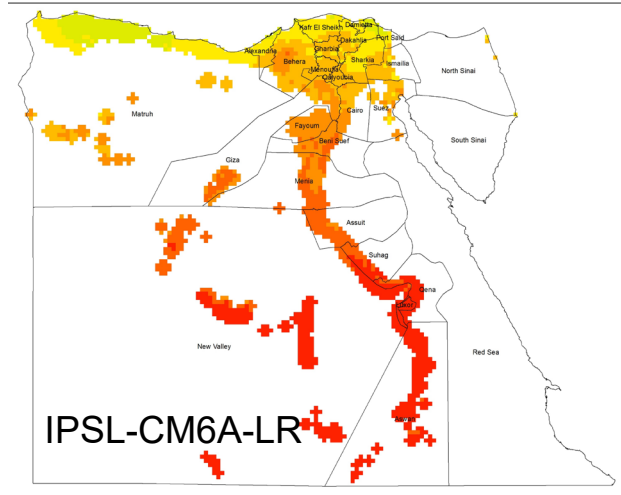 Kafr El Sheikh
Damietta
Port Said
Alexandria
Dakahlia
Gharbia
Behera
Sharkia
Ismailia
Menoufia
Qalyoubia
North Sinai
Matruh
Cairo
Suez
Fayoum
Beni Suef
South Sinai
Giza
Menia
Assuit
Suhag
Qena
Luxor
New Valley
Red Sea
Aswan
IPSL-CM6A-LR